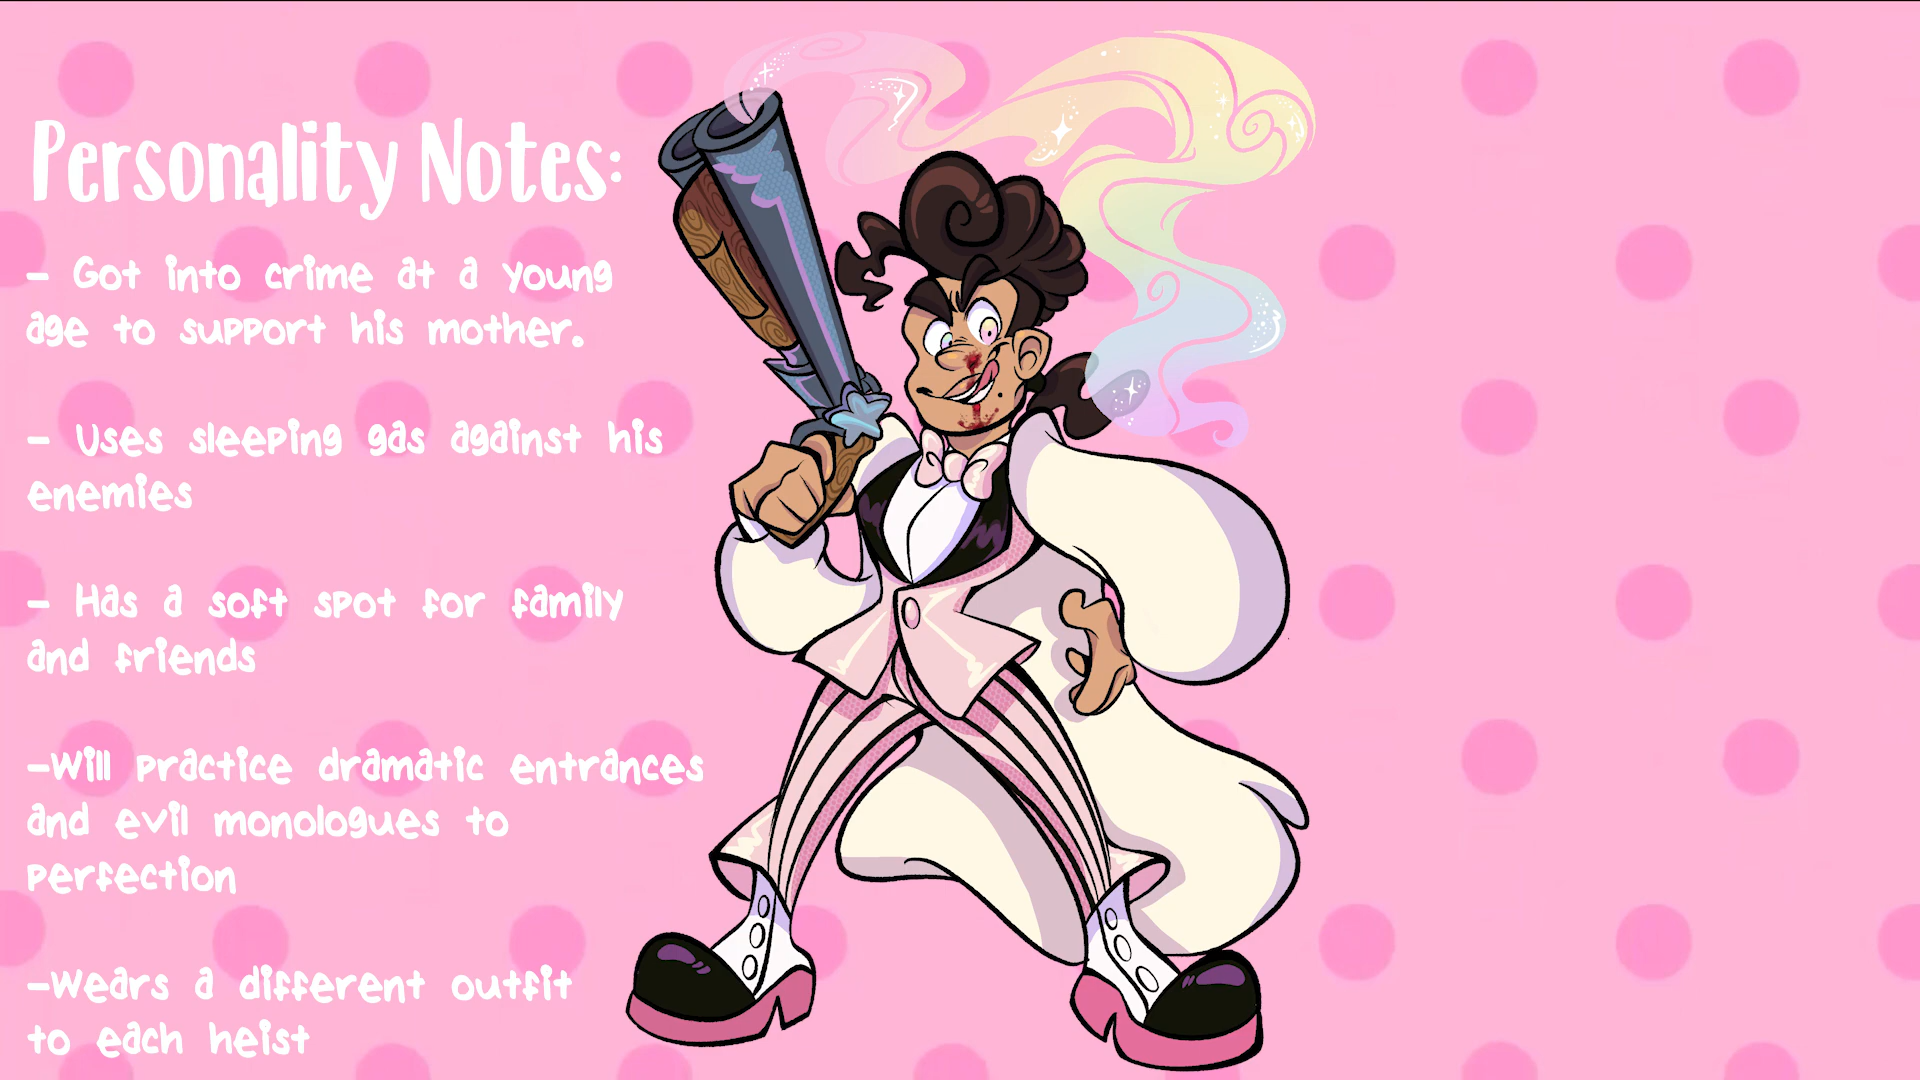 Personality Notes:
- Got into crime at a young
age to support his mother.
- Uses sleeping gas against his
enemies
- Has a soft spot for family
and friends
-Will practice dramatic entrances
and evil monologues to
perfection
-Wears a different outfit
to each heist